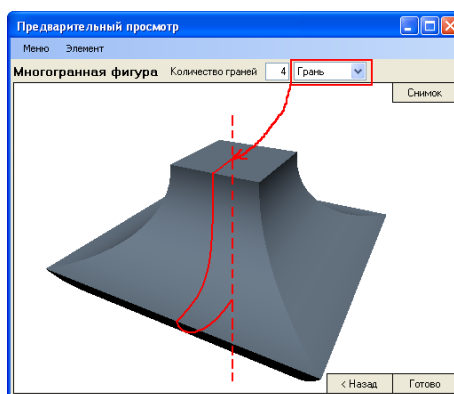 Предварительный просмотр
Меню Элемент
Многогранная фигура Количество граней 4 Грань
Снимок
< Назад Готово